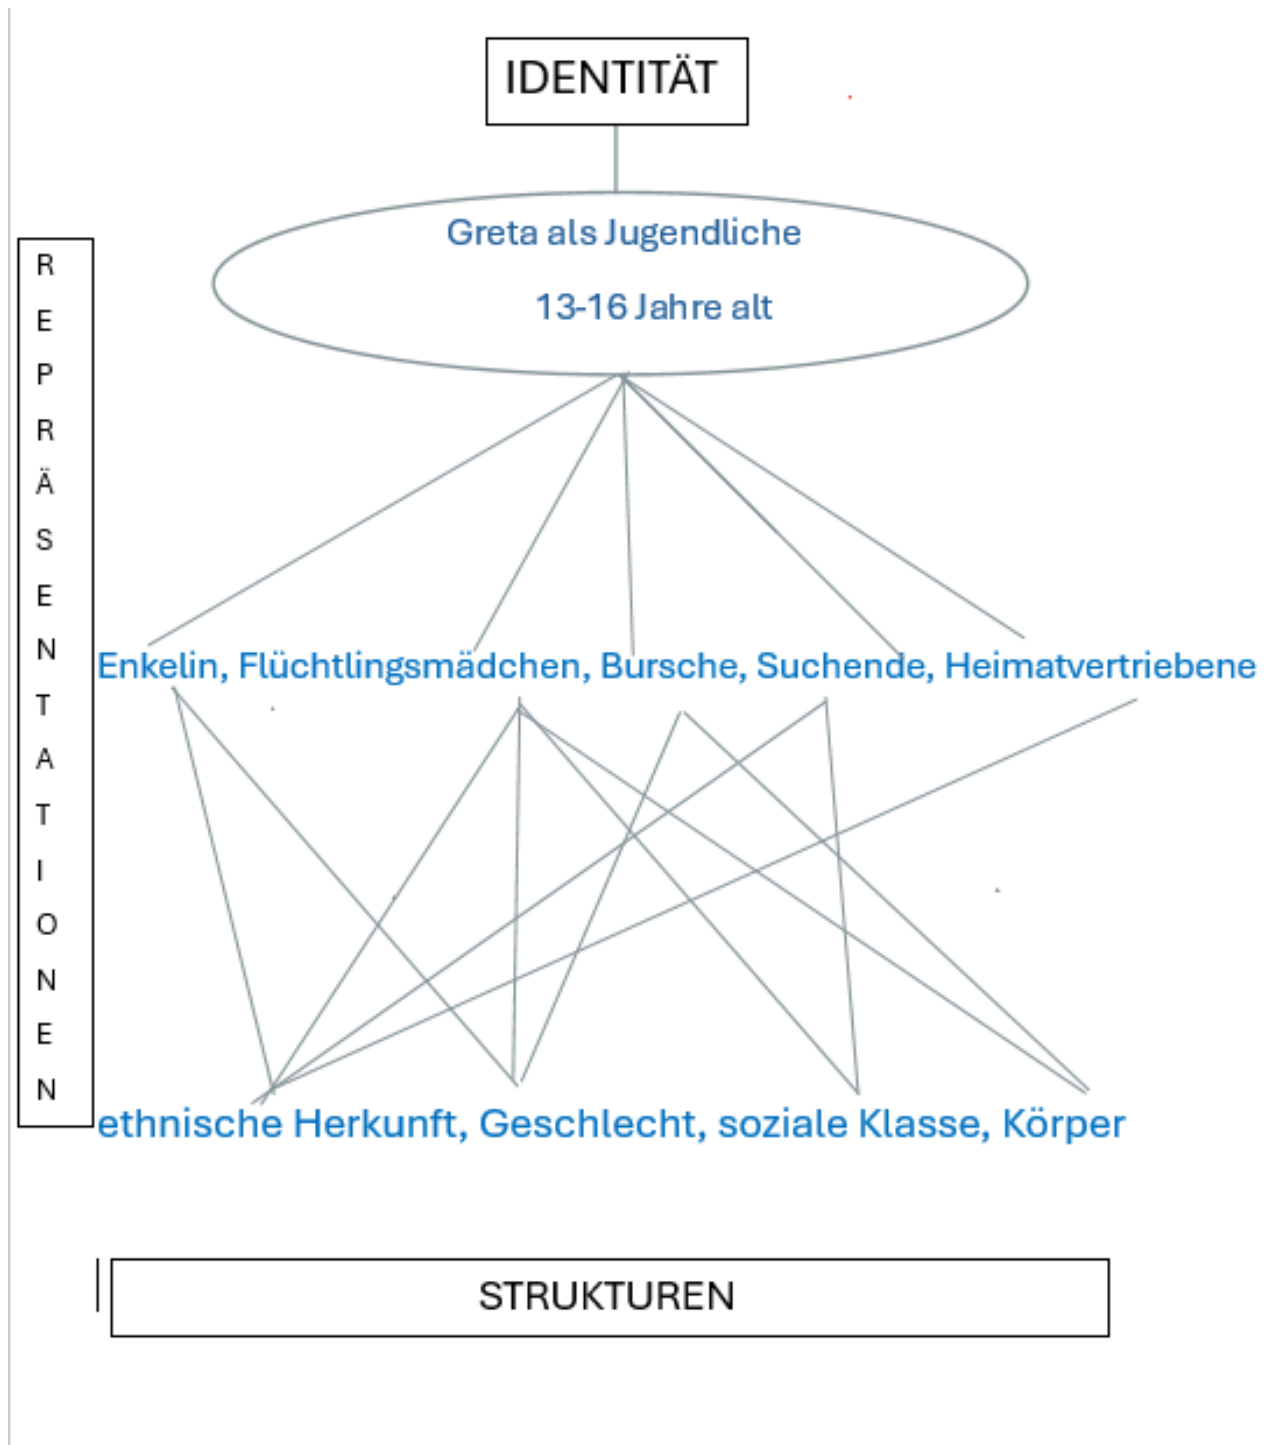 IDENTITÄT
Greta als Jugendliche
13-16 Jahre alt
REPRÄSENTATIONEN
Enkelin, Flüchtlingsmädchen, Bursche, Suchende, Heimatvertriebene
ethnische Herkunft, Geschlecht, soziale Klasse, Körper
STRUKTUREN